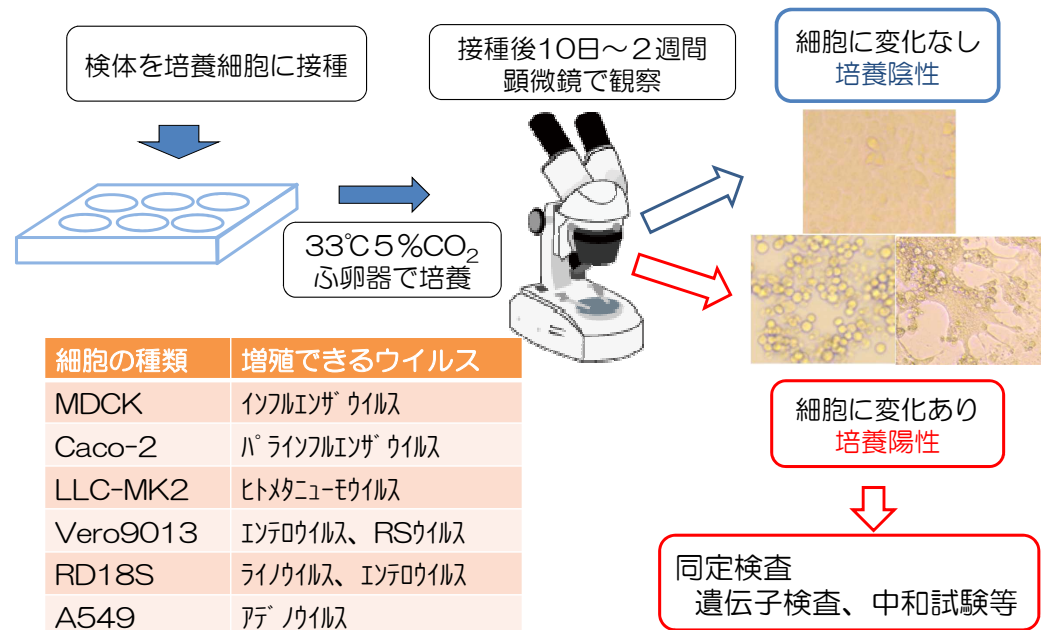 検体を培養細胞に接種
接種後10日～２週間
顕微鏡で観察
細胞に変化なし
培養陰性
33℃５％CO₂
ふ卵器で培養
細胞の種類 増殖できるウイルス
MDCK ｲﾝﾌﾙｴﾝｻﾞｳｲﾙｽ
Caco-2 ﾊﾟﾗｲﾝﾌﾙｴﾝｻﾞｳｲﾙｽ
LLC-MK2 ﾋﾄﾒﾀﾆｭｰﾓｳｲﾙｽ
Vero9013 ｴﾝﾃﾛｳｲﾙｽ、RSｳｲﾙｽ
RD18S ﾗｲﾉｳｲﾙｽ、ｴﾝﾃﾛｳｲﾙｽ
A549 ｱﾃﾞﾉｳｲﾙｽ
細胞に変化あり
培養陽性
同定検査
遺伝子検査、中和試験等